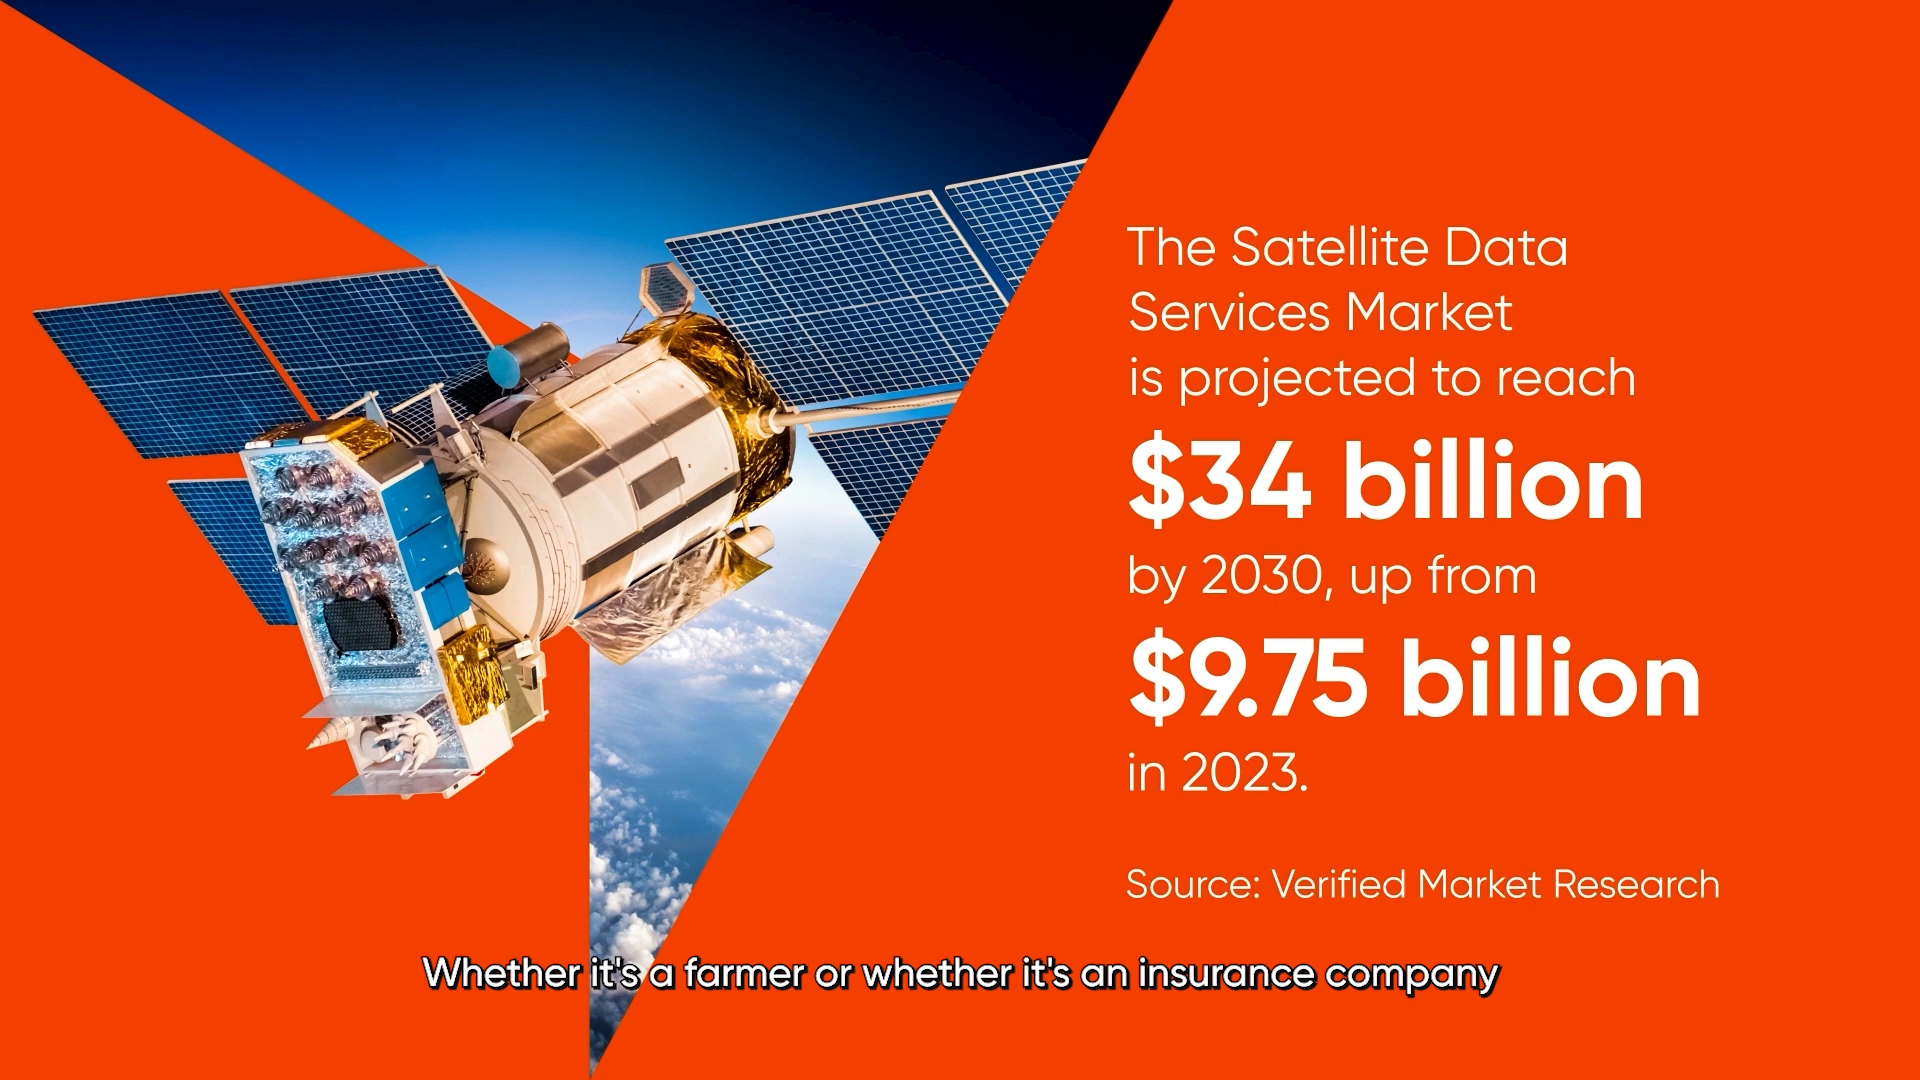 The Satellite Data
Services Market
is projected to reach
$34 billion
by 2030, up from
$9.75 billion
in 2023.
Source: Verified Market Research
Whether it's a farmer or whether it's an insurance company